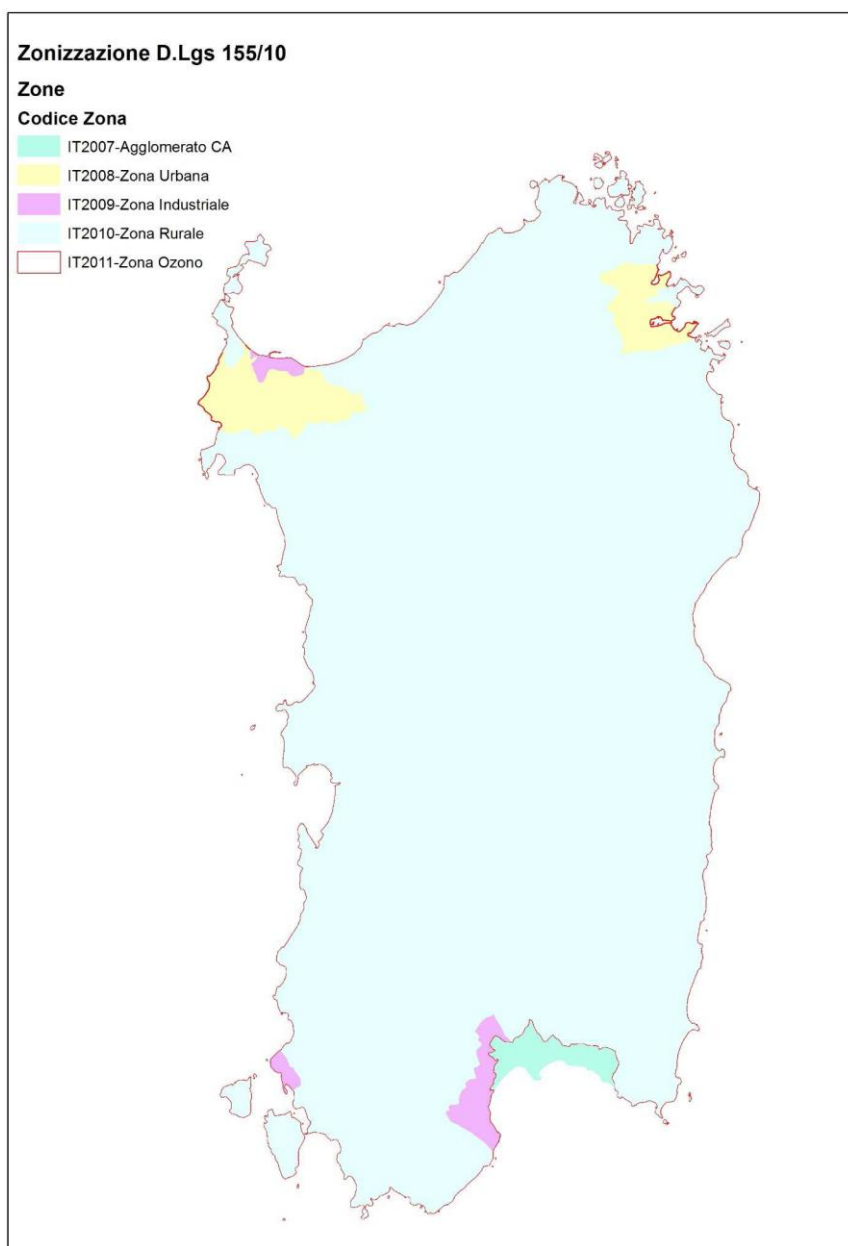 Zonizzazione D.Lgs 155/10
Zone
Codice Zona
IT2007-Agglomerato CA
IT2008-Zona Urbana
IT2009-Zona Industriale
IT2010-Zona Rurale
IT2011-Zona Ozono